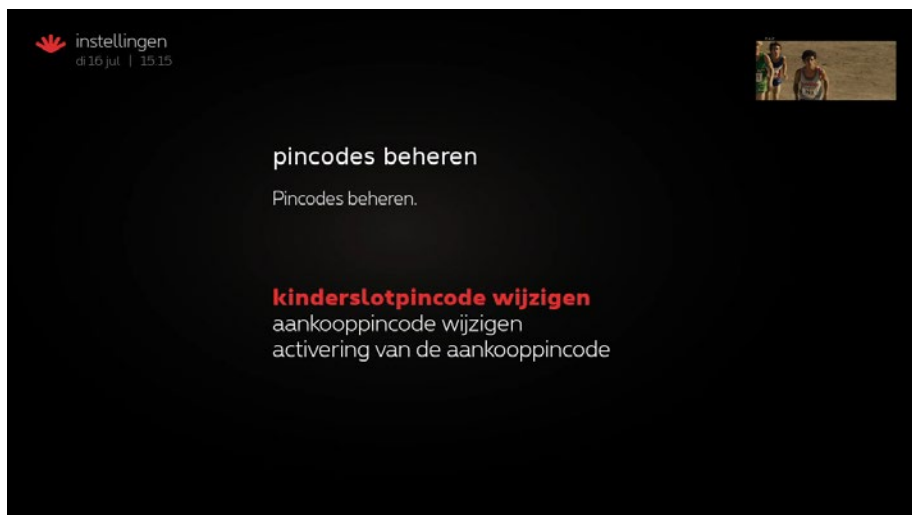 instellingen
di 16 jul | 15.15
pincodes beheren
Pincodes beheren.
kinderslotpincode wijzigen
aankooppincode wijzigen
activering van de aankooppincode